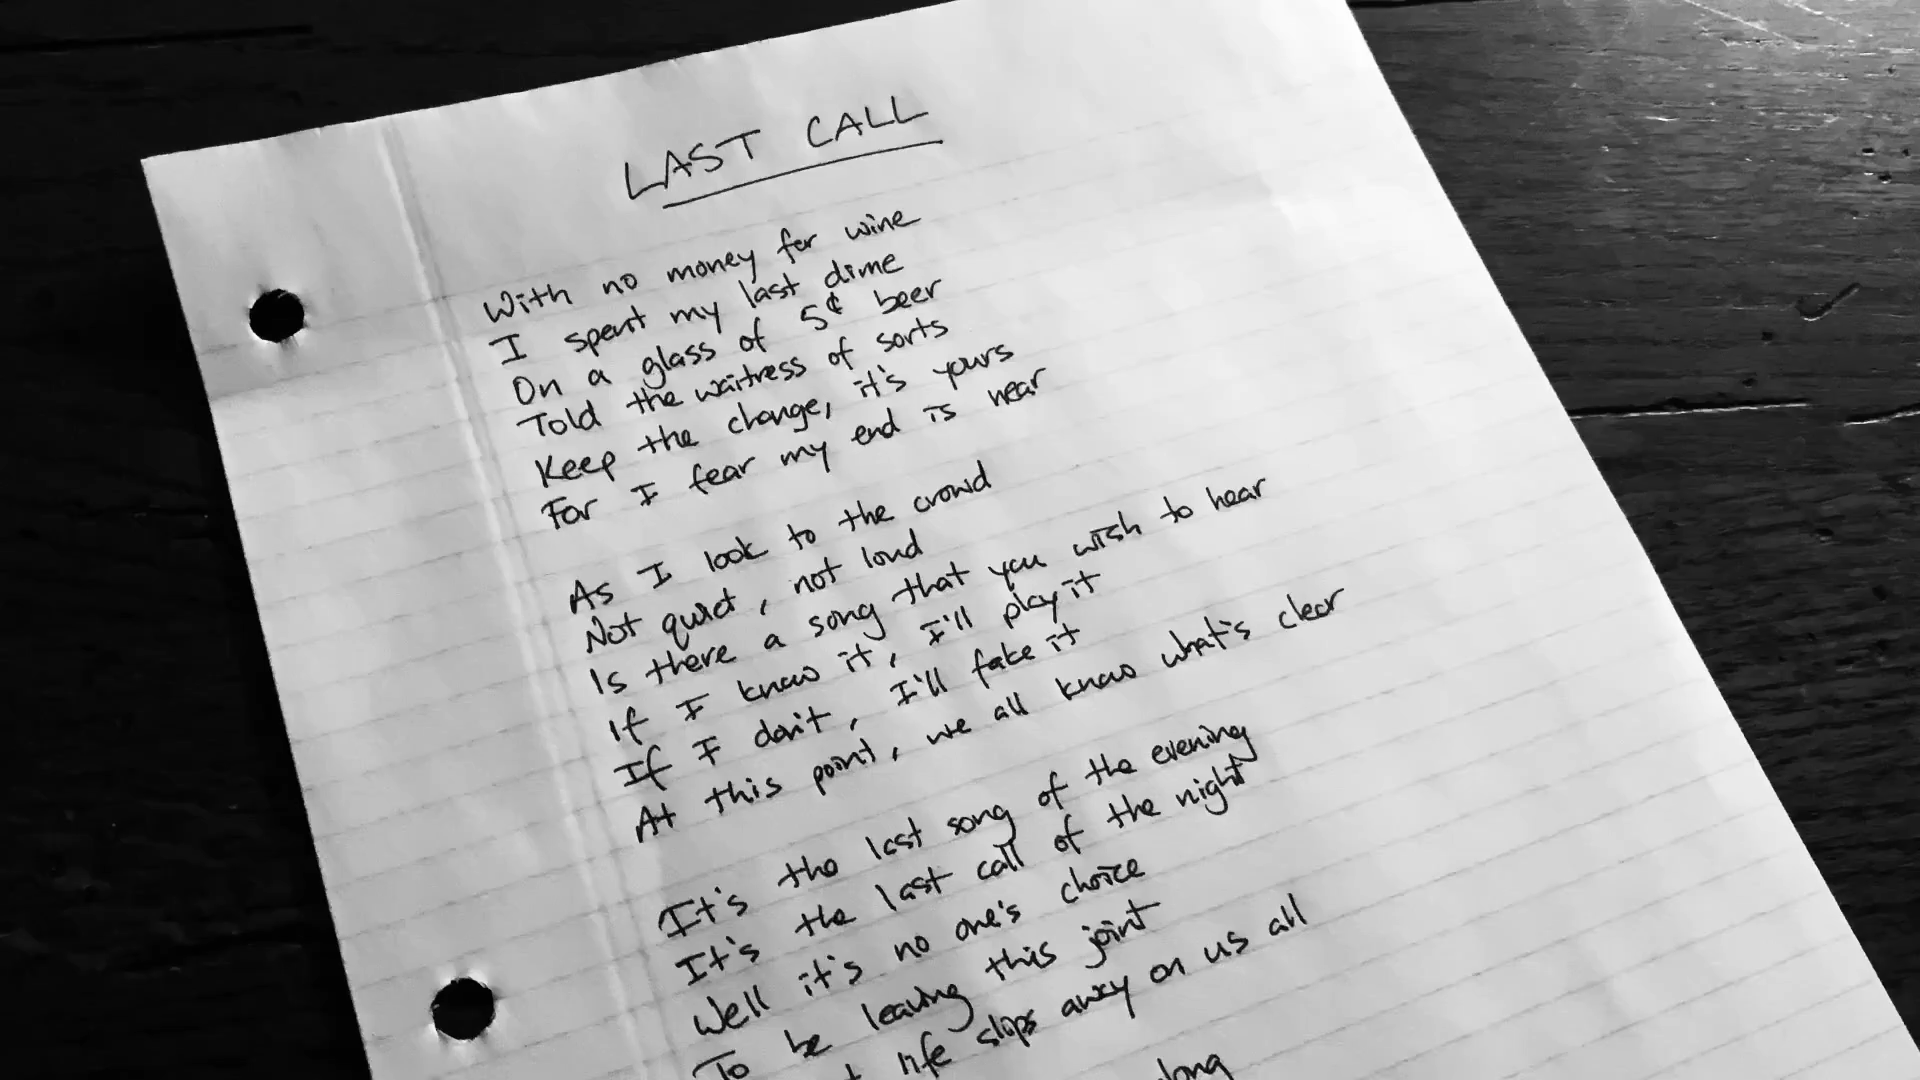 LAST CALL
With no money for wine
I spent my last dime
On a glass of 5¢ beer
Told the waitress of sorts
Keep the change, it's yours
For I fear my end is near
As I look to the crowd
Not quiet, not loud
Is there a song that you wish to hear
If I know it, I'll play it
If I don't, I'll fake it
At this point, we all know what's clear
It's the last song of the evening
It's the last call of the night
Well it's no one's choice
To be leaving this joint
life slips away on us all